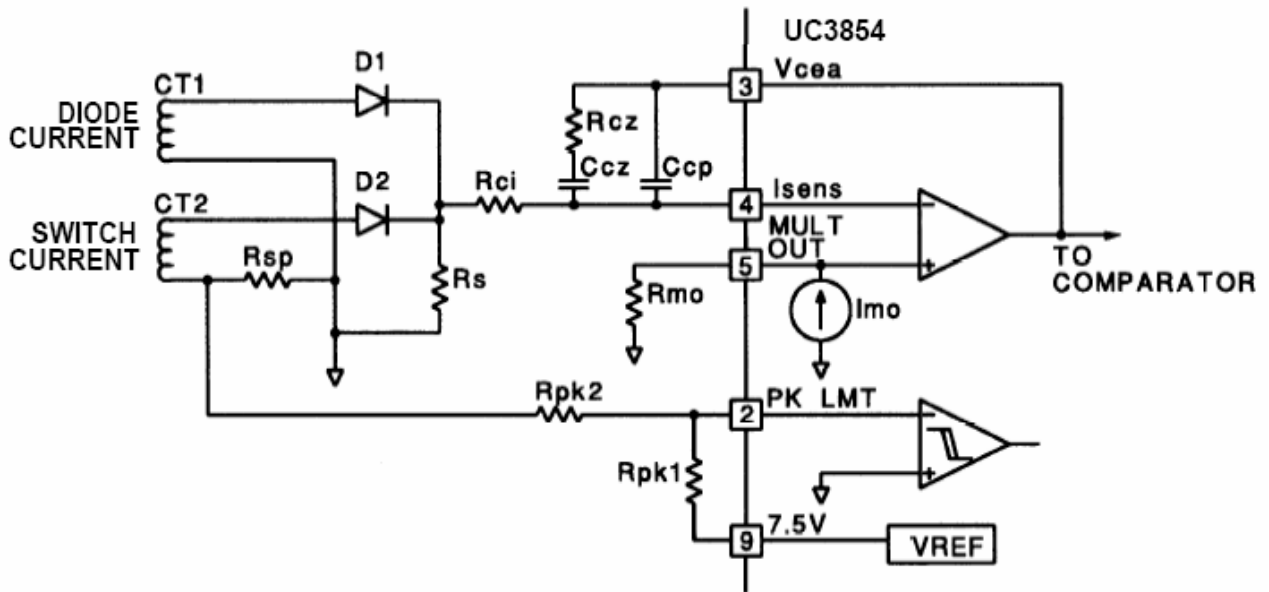 UC3854
CT1
D1
3
Vcea
DIODE
CURRENT
Rcz
Ccz
Ccp
CT2
D2
Rci
4
Isens
SWITCH
CURRENT
Rsp
Rs
MULT
OUT
5
Rmo
Imo
TO
COMPARATOR
Rpk2
2
PK LMT
Rpk1
9
7.5V
VREF